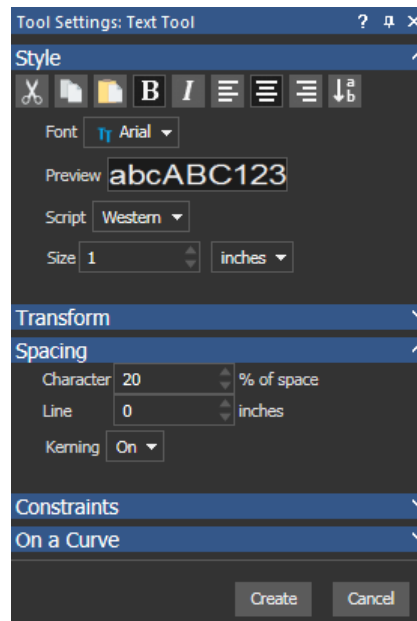 Tool Settings: Text Tool ?
Style
B I a b
Font TT Arial
Preview abcABC123
Script Western
Size 1 inches
Transform
Spacing
Character 20 % of space
Line 0 inches
Kerning On
Constraints
On a Curve
Create Cancel